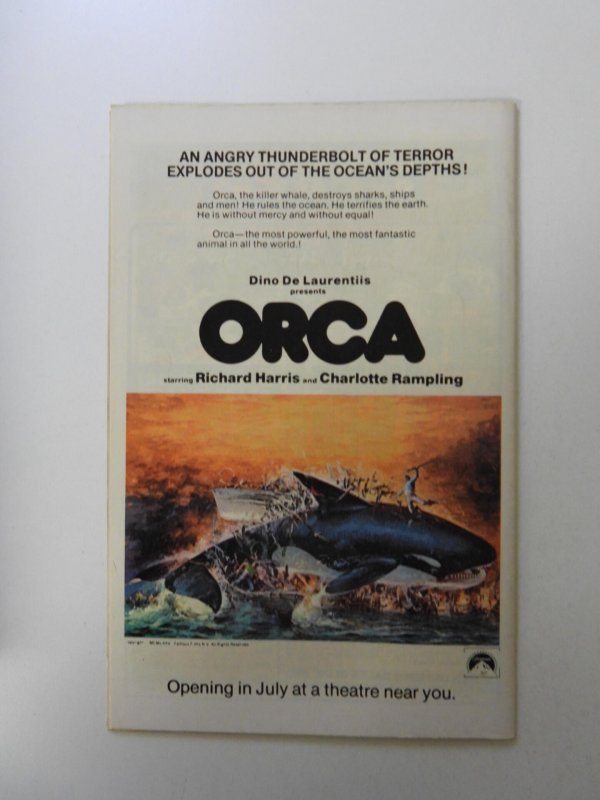 AN ANGRY THUNDERBOLT OF TERROR
EXPLODES OUT OF THE OCEAN'S DEPTHS!
Orca, the killer whale, destroys sharks, ships
and men! He rules the ocean. He terrifies the earth.
He is without mercy and without equal!
Orca—the most powerful, the most fantastic
animal in all the world.!
Dino De Laurentiis
presents
ORCA
starring Richard Harris and Charlotte Rampling
All Rights Reserved
Opening in July at a theatre near you.